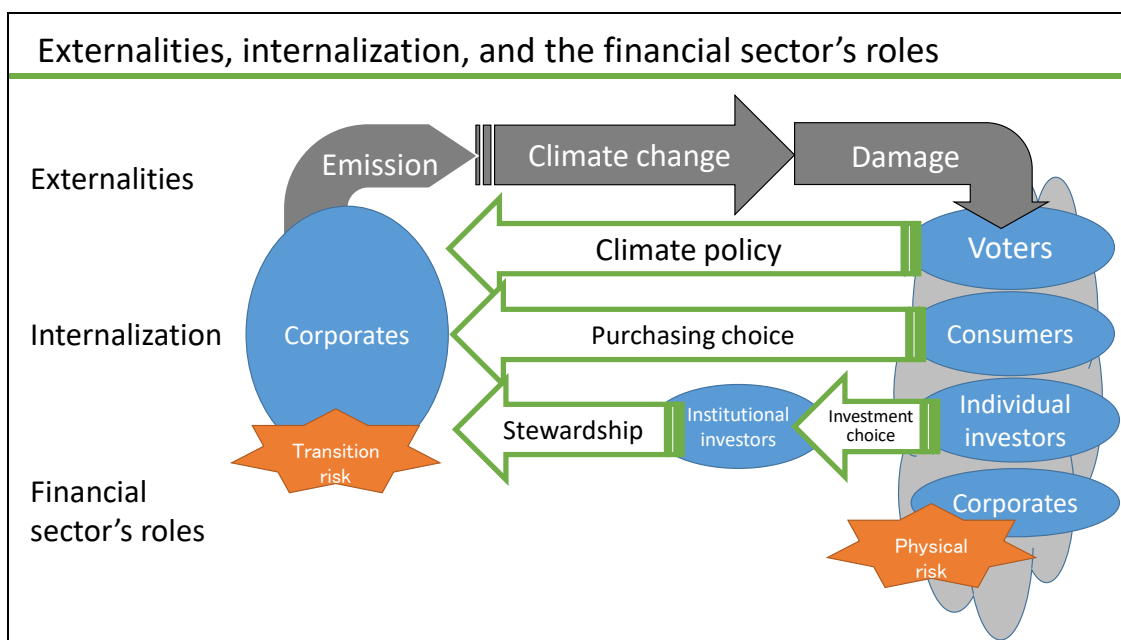 Externalities, internalization, and the financial sector's roles
Externalities
Emission
Climate change
Damage
Climate policy
Voters
Internalization
Corporates
Purchasing choice
Consumers
Stewardship
Institutional
investors
Investment
choice
Individual
investors
Transition
risk
Financial
sector's roles
Corporates
Physical
risk